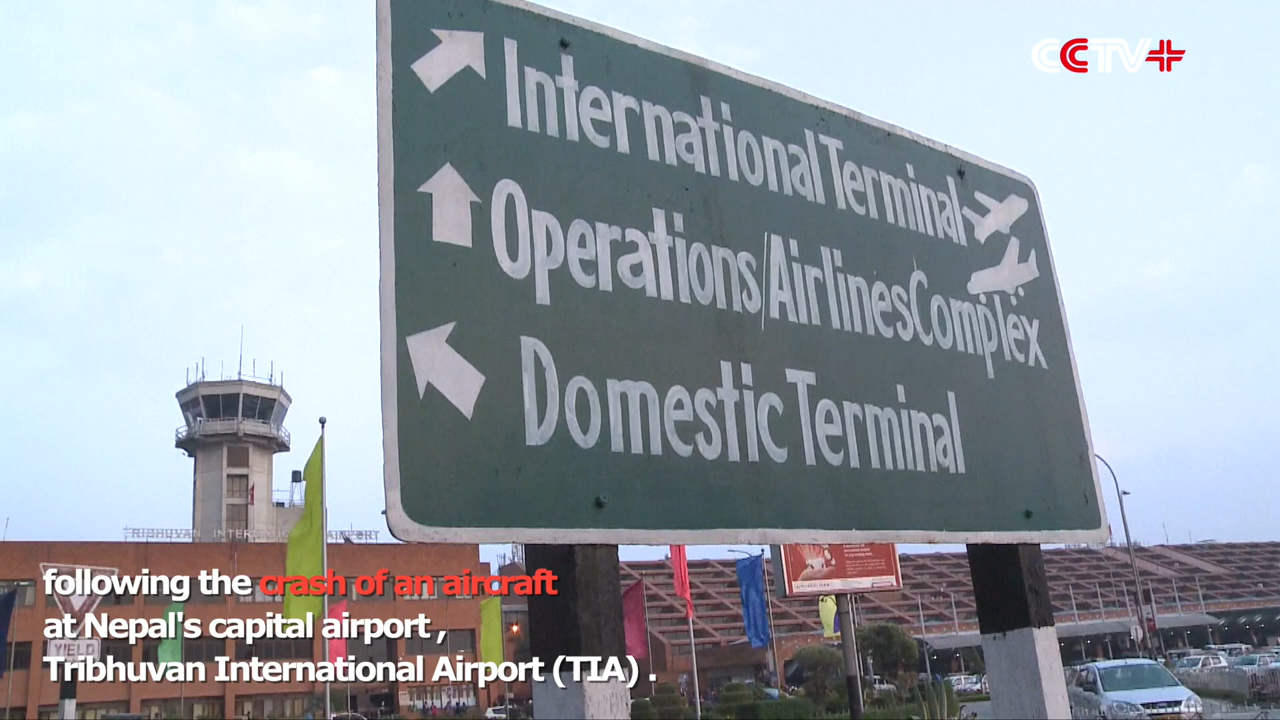 CCTV+
International Terminal
Operations/Airlines Complex
Domestic Terminal
RIBHUVAN INTERNATIONAL AIRPORT
YIELD
following the crash of an aircraft
at Nepal's capital airport ,
Tribhuvan International Airport (TIA) .